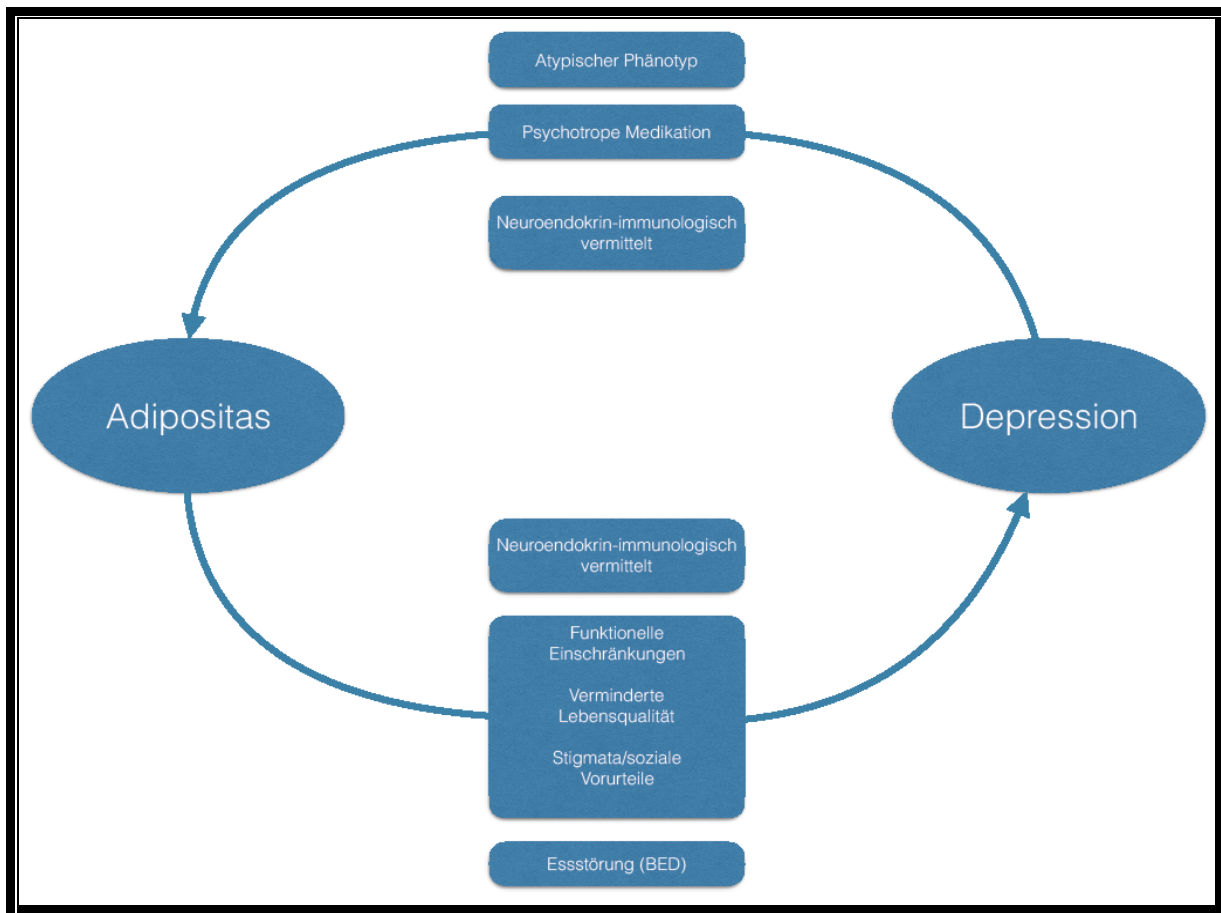 Atypischer Phänotyp
Psychotrope Medikation
Neuroendokrin-immunologisch
vermittelt
Adipositas
Depression
Neuroendokrin-immunologisch
vermittelt
Funktionelle
Einschränkungen
Verminderte
Lebensqualität
Stigmata/soziale
Vorurteile
Essstörung (BED)